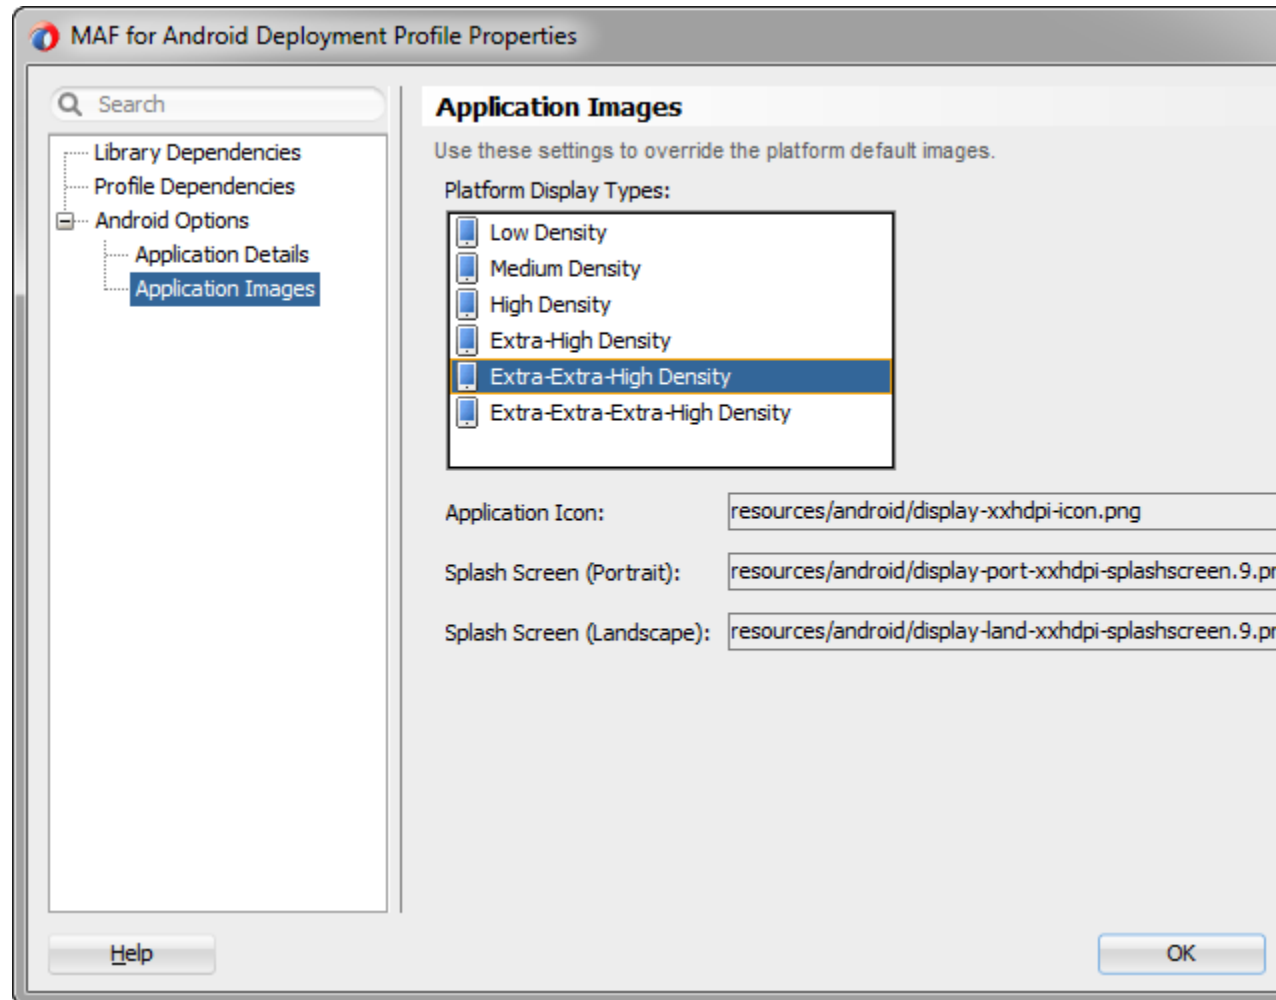 MAF for Android Deployment Profile Properties
Search
Library Dependencies
Profile Dependencies
Android Options
Application Details
Application Images
Application Images
Use these settings to override the platform default images.
Platform Display Types:
Low Density
Medium Density
High Density
Extra-High Density
Extra-Extra-High Density
Extra-Extra-Extra-High Density
Application Icon: resources/android/display-xxhdpi-icon.png
Splash Screen (Portrait): resources/android/display-port-xxhdpi-splashscreen.9.pn
Splash Screen (Landscape): resources/android/display-land-xxhdpi-splashscreen.9.pn
Help
OK